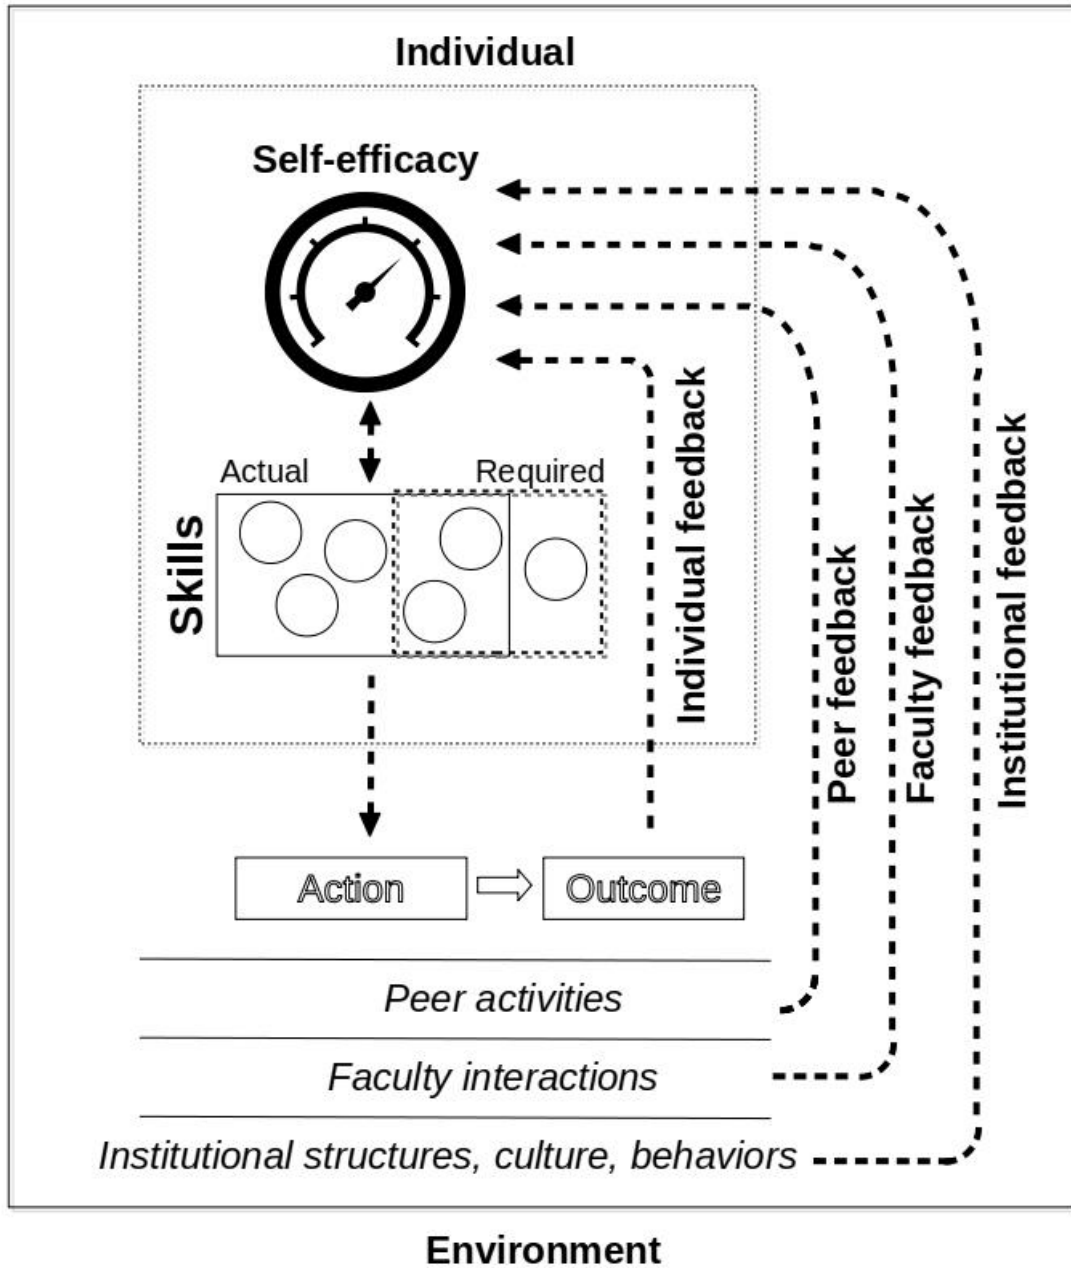 Individual
Self-efficacy
Actual
Required
Skills
Individual feedback
Peer feedback
Faculty feedback
Institutional feedback
Action
Outcome
Peer activities
Faculty interactions
Institutional structures, culture, behaviors
Environment